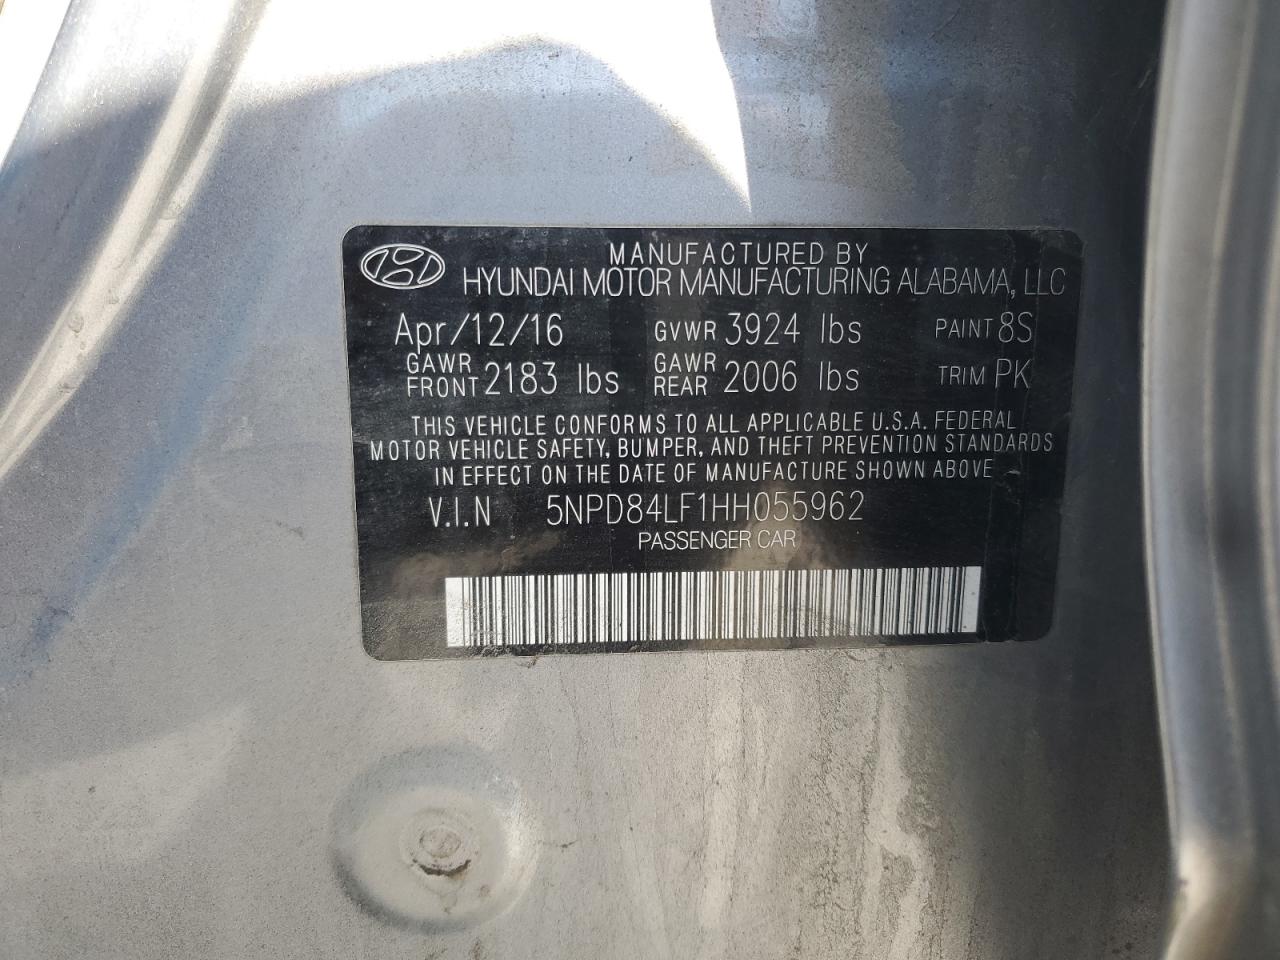 MANUFACTURED BY
HYUNDAI MOTOR MANUFACTURING ALABAMA, LLC
Apr/12/16 GVWR 3924 lbs PAINT 8S
GAWR FRONT 2183 lbs GAWR REAR 2006 lbs TRIM PK
THIS VEHICLE CONFORMS TO ALL APPLICABLE U.S.A. FEDERAL
MOTOR VEHICLE SAFETY, BUMPER, AND THEFT PREVENTION STANDARDS
IN EFFECT ON THE DATE OF MANUFACTURE SHOWN ABOVE
V.I.N 5NPD84LF1HH055962
PASSENGER CAR